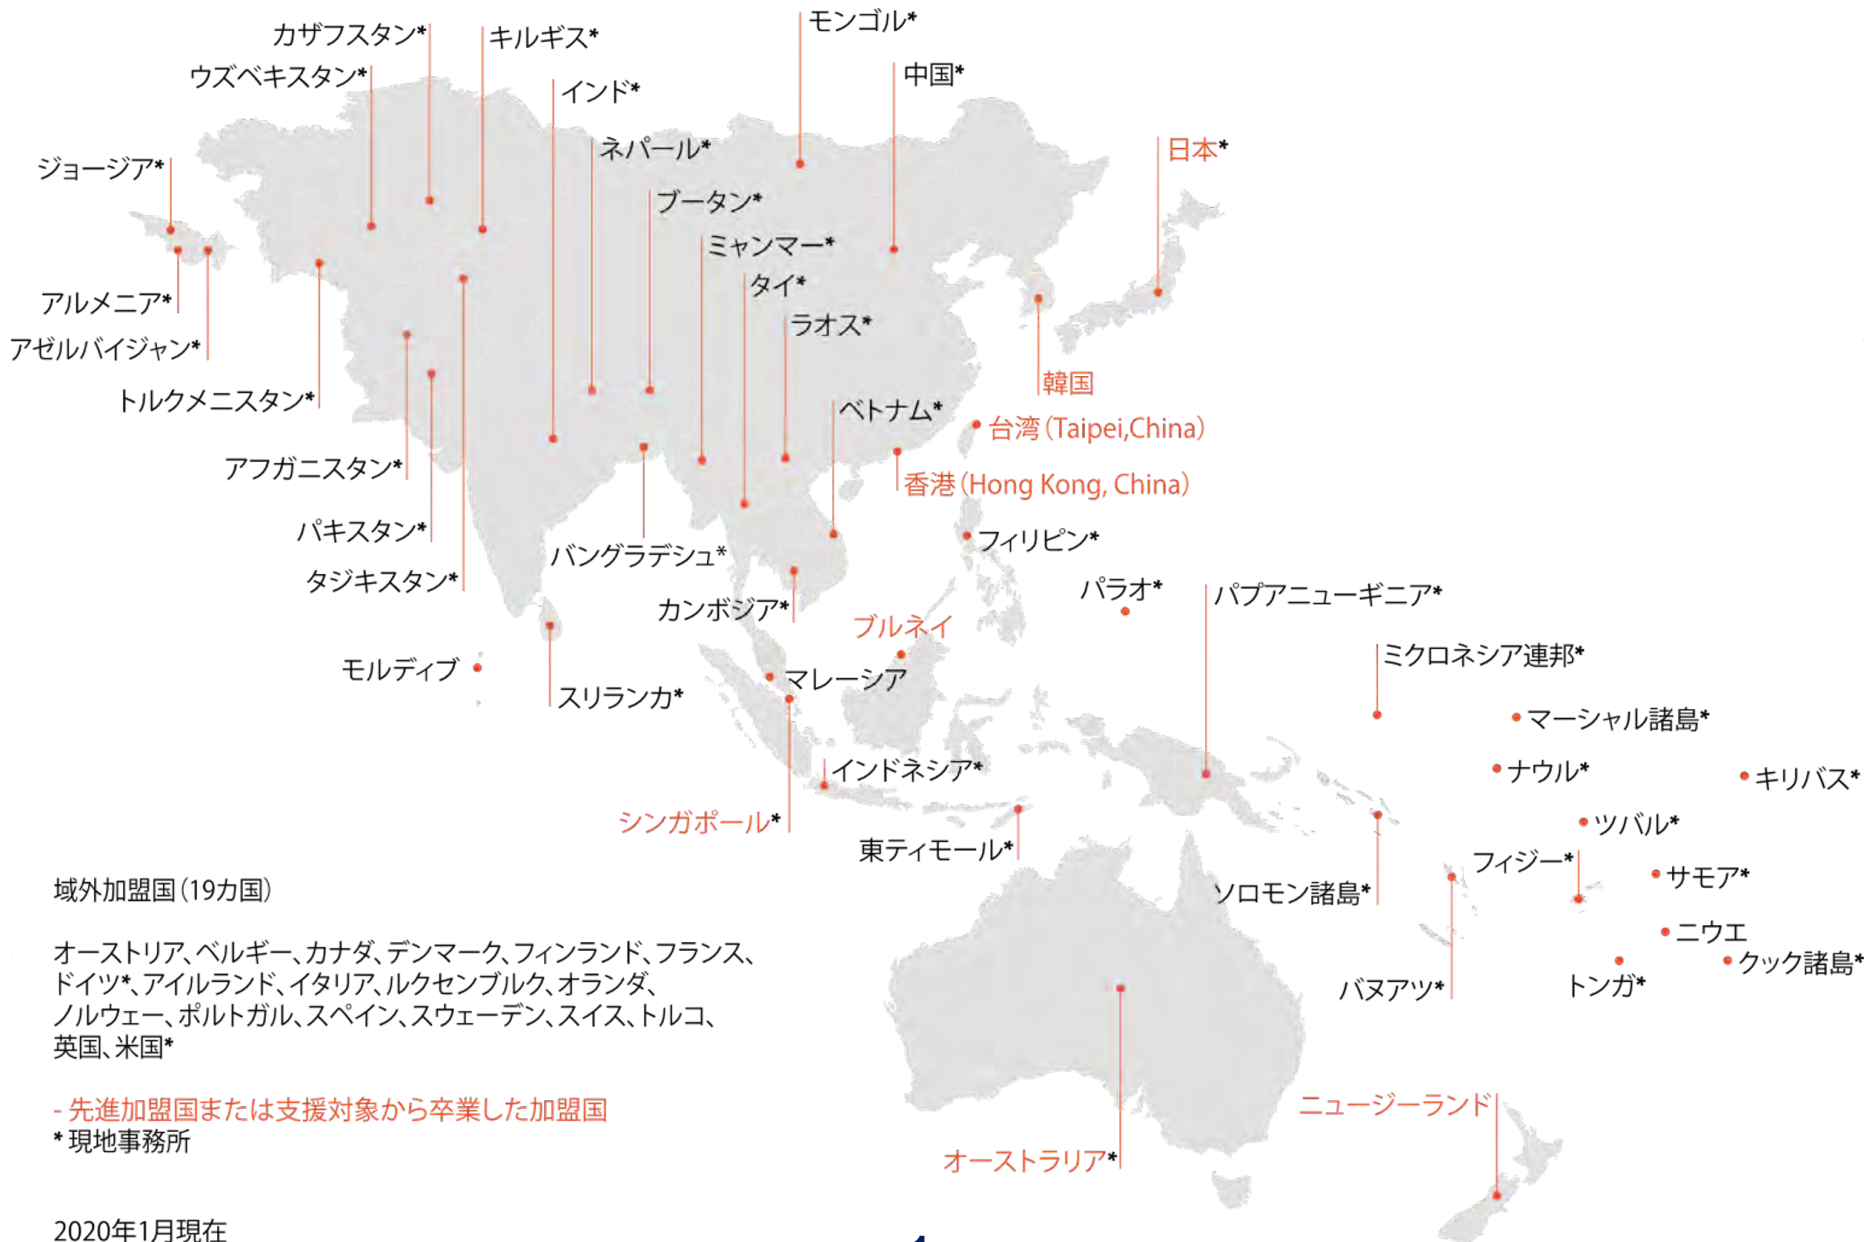 カザフスタン*
キルギス*
モンゴル*
ウズベキスタン*
インド*
中国*
ネパール*
日本*
ジョージア*
ブータン*
ミャンマー*
タイ*
アルメニア*
ラオス*
アゼルバイジャン*
韓国
トルクメニスタン*
ベトナム*
台湾(Taipei,China)
アフガニスタン*
香港(Hong Kong, China)
パキスタン*
バングラデシュ*
フィリピン*
タジキスタン*
カンボジア*
パラオ*
パプアニューギニア*
ブルネイ
ミクロネシア連邦*
モルディブ
マレーシア
スリランカ*
マーシャル諸島*
インドネシア*
ナウル*
キリバス*
シンガポール*
ツバル*
東ティモール*
フィジー*
サモア*
ソロモン諸島*
ニウエ
クック諸島*
バヌアツ*
トンガ*
域外加盟国(19カ国)
オーストリア、ベルギー、カナダ、デンマーク、フィンランド、フランス、
ドイツ*、アイルランド、イタリア、ルクセンブルク、オランダ、
ノルウェー、ポルトガル、スペイン、スウェーデン、スイス、トルコ、
英国、米国*
ニュージーランド
- 先進加盟国または支援対象から卒業した加盟国
* 現地事務所
オーストラリア*
2020年1月現在